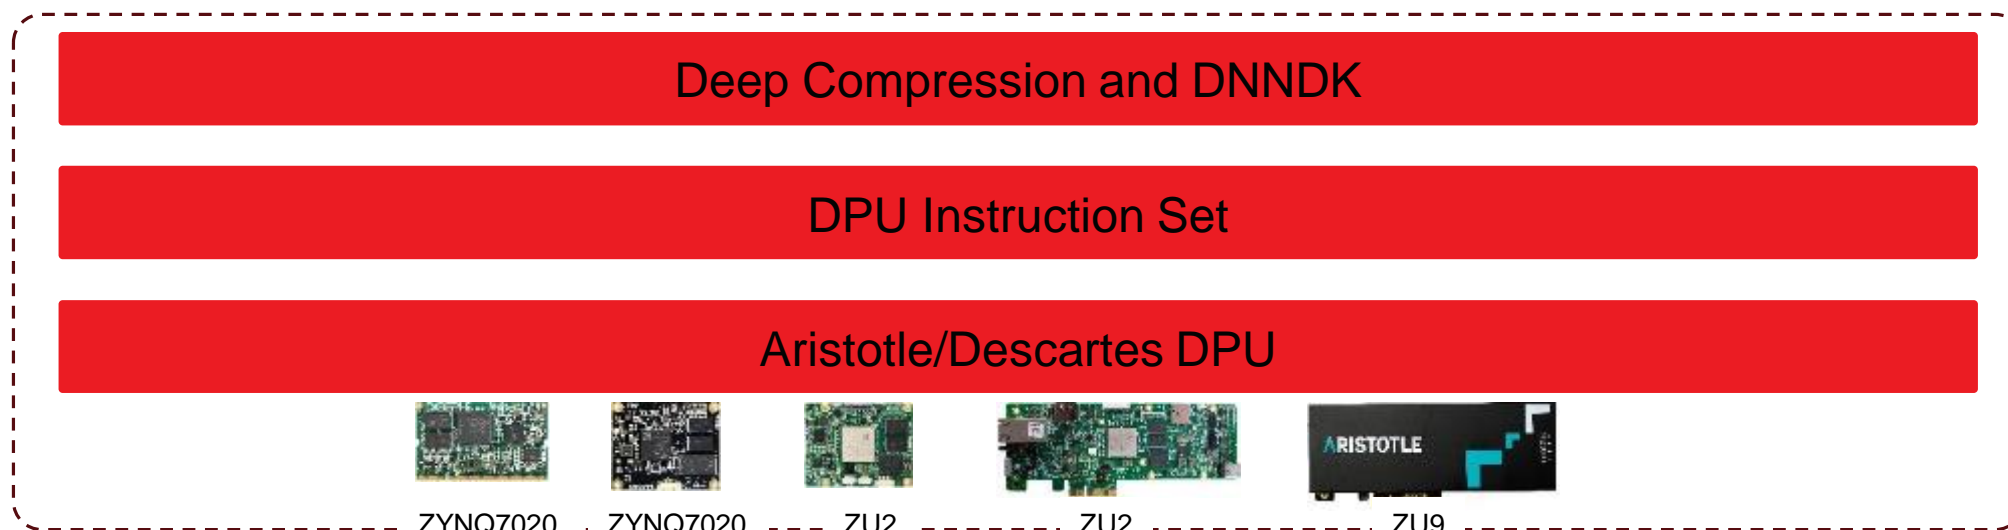 Deep Compression and DNNDK
DPU Instruction Set
Aristotle/Descartes DPU
ARISTOTLE
ZYNQ7020 ZYNQ7020 ZU2 ZU2 ZU9